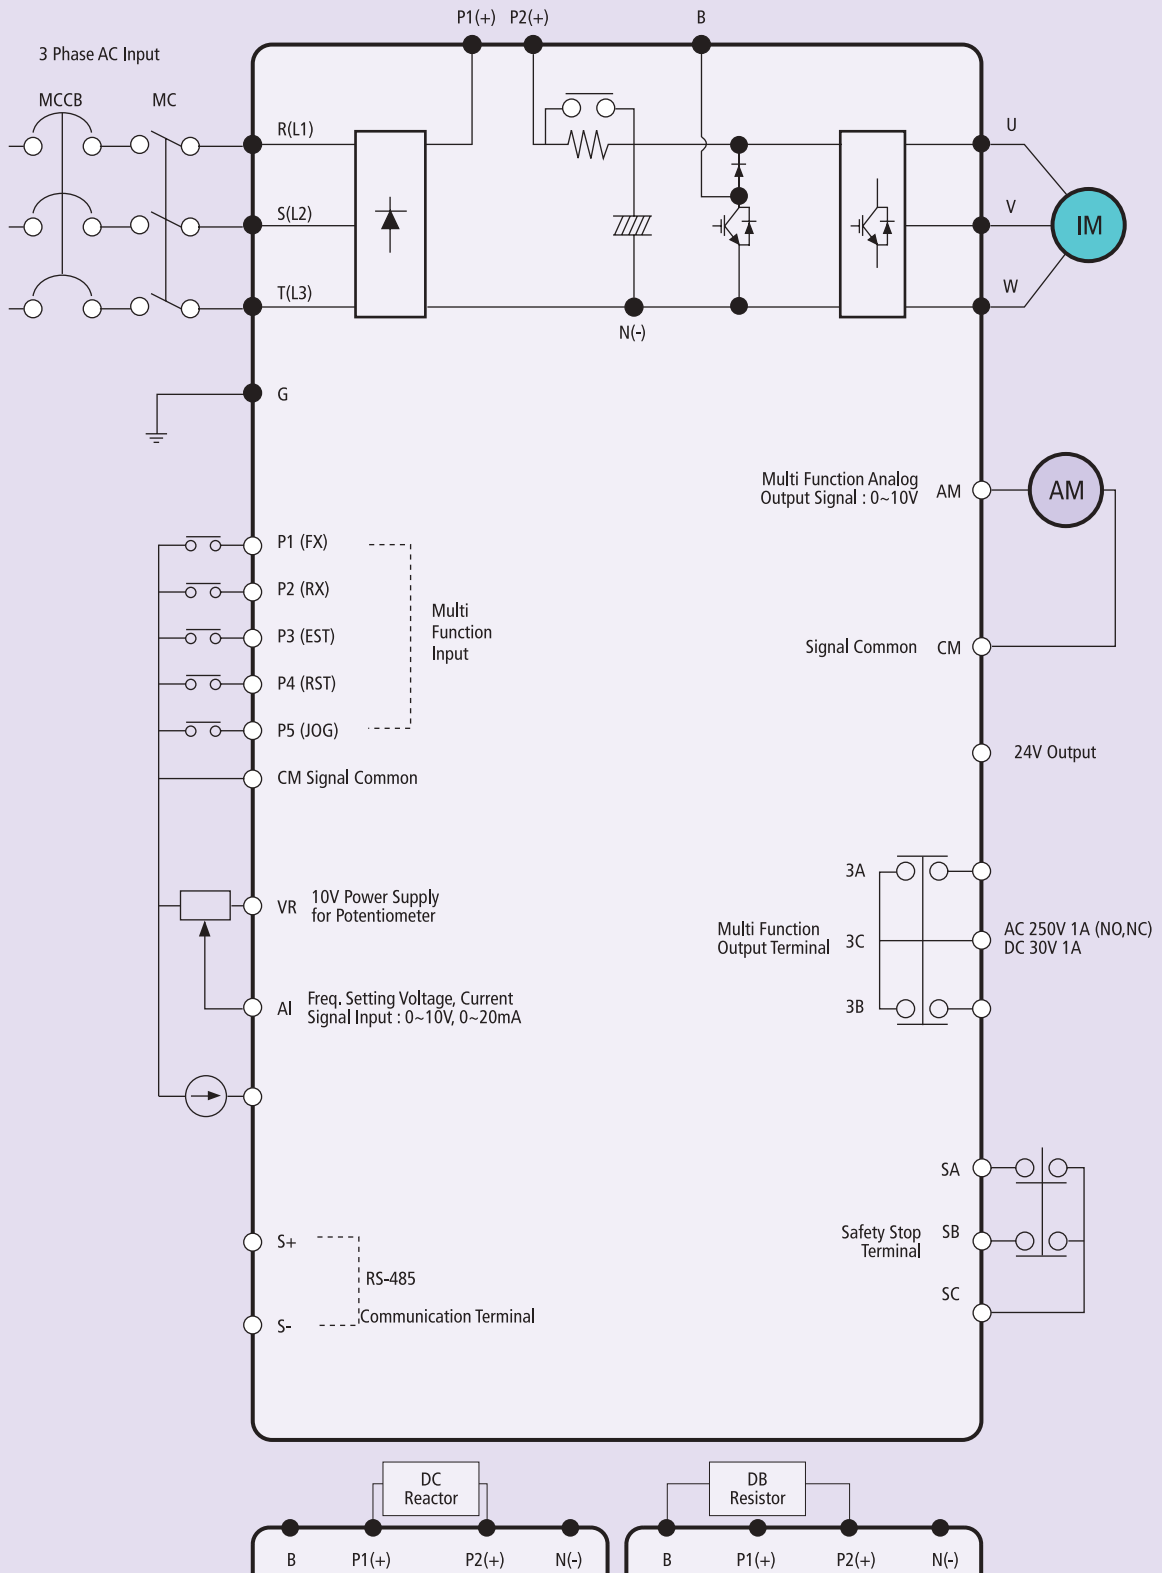 P1(+) P2(+) B
3 Phase AC Input
MCCB MC
R(L1)
U
S(L2)
V
IM
T(L3)
W
N(-)
G
Multi Function Analog
Output Signal : 0~10V
AM
AM
P1 (FX)
P2 (RX)
P3 (EST)
P4 (RST)
P5 (JOG)
Multi
Function
Input
Signal Common CM
24V Output
CM Signal Common
3A
VR
10V Power Supply
for Potentiometer
Multi Function
Output Terminal
3C
AC 250V 1A (NO,NC)
DC 30V 1A
AI
Freq. Setting Voltage, Current
Signal Input : 0~10V, 0~20mA
3B
SA
Safety Stop
Terminal
SB
SC
S+
RS-485
Communication Terminal
S-
DC
Reactor
DB
Resistor
B P1(+) P2(+) N(-)
B P1(+) P2(+) N(-)